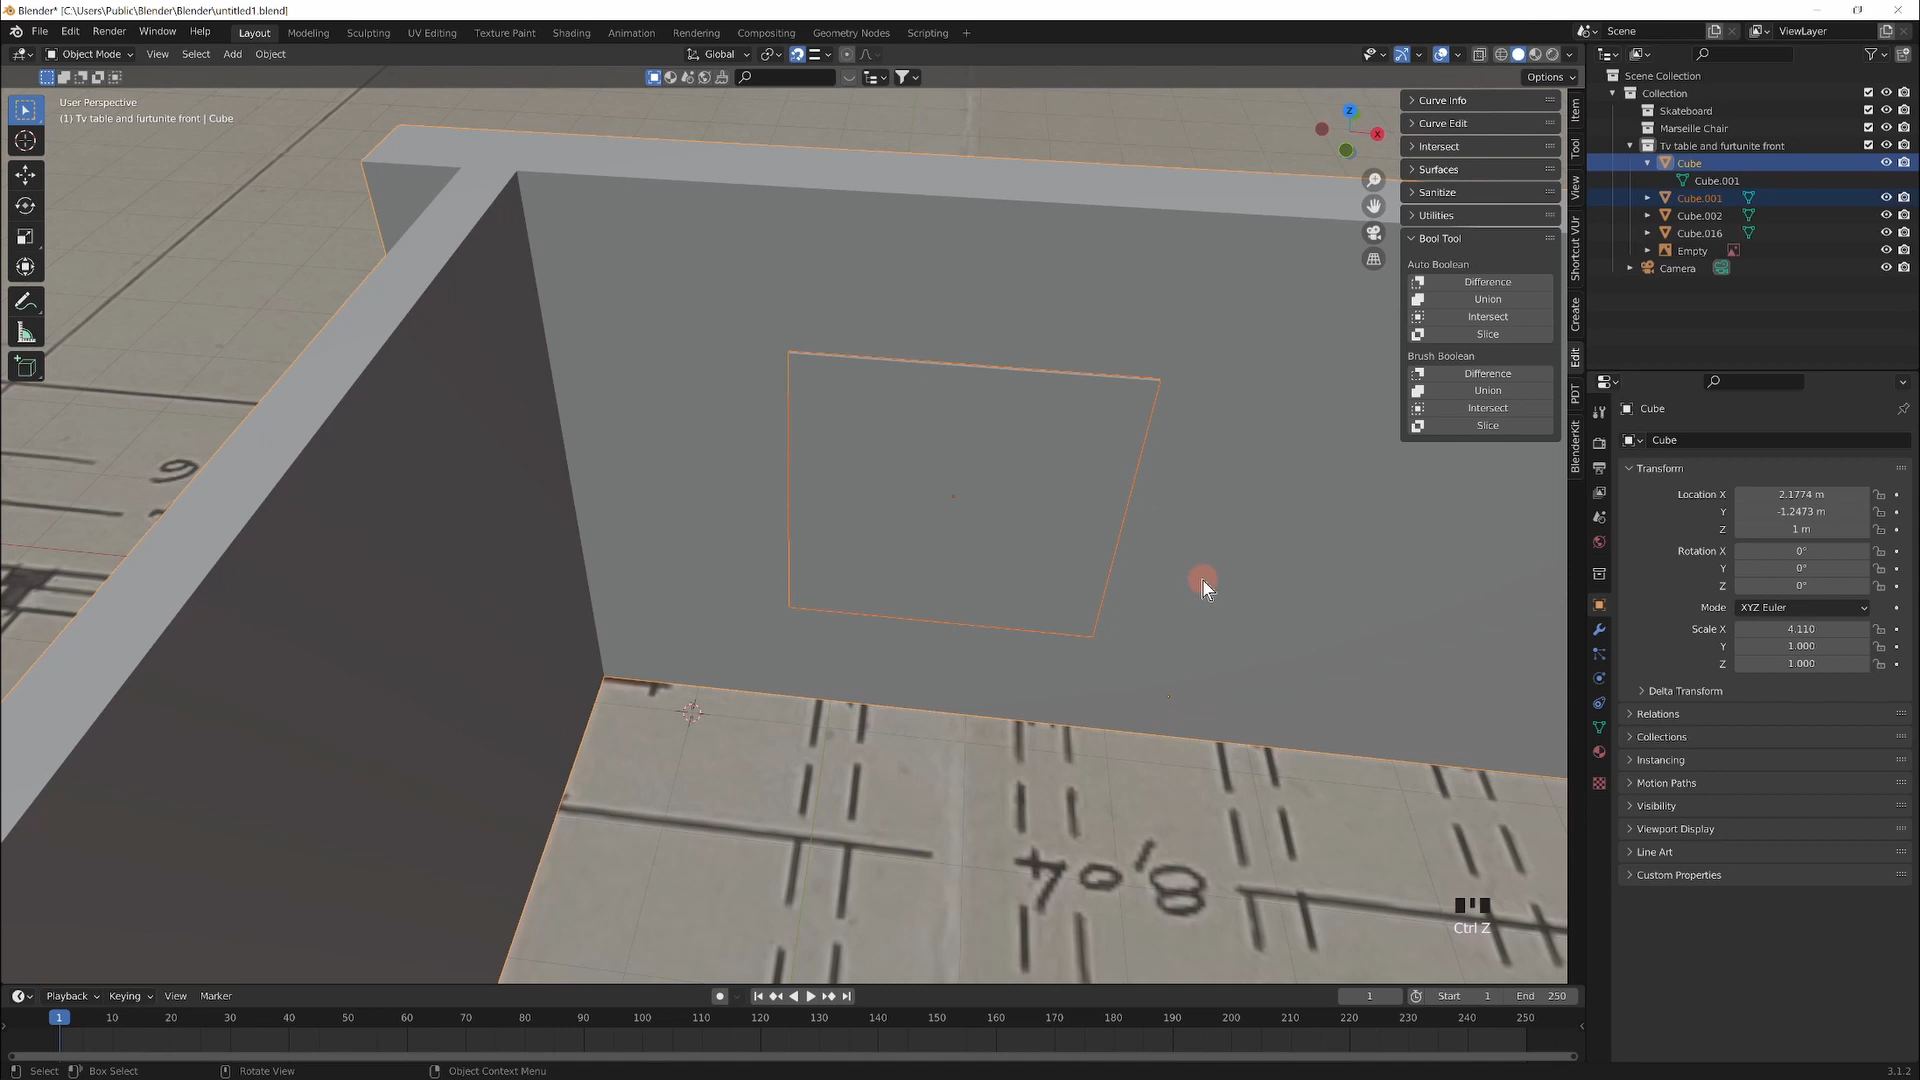 Blender* [C:\Users\Public\Blender\Blender\untitled1.blend]
File Edit Render Window Help Layout Modeling Sculpting UV Editing Texture Paint Shading Animation Rendering Compositing Geometry Nodes Scripting + Scene ViewLayer
Object Mode View Select Add Object Global
Options
User Perspective
(1) Tv table and furtunite front | Cube
Z
X
Curve Info
Curve Edit
Intersect
Surfaces
Sanitize
Utilities
Bool Tool
Auto Boolean
Difference
Union
Intersect
Slice
Brush Boolean
Difference
Union
Intersect
Slice
Item
Tool
View
Shortcut VUr
Create
Edit
PDT
BlenderKit
Scene Collection
Collection
Skateboard
Marseille Chair
Tv table and furtunite front
Cube
Cube.001
Cube.001
Cube.002
Cube.016
Empty
Camera
Cube
Cube
Transform
Location X 2.1774 m
Y -1.2473 m
Z 1 m
Rotation X 0°
Y 0°
Z 0°
Mode XYZ Euler
Scale X 4.110
Y 1.000
Z 1.000
Delta Transform
Relations
Collections
Instancing
Motion Paths
Visibility
Viewport Display
Line Art
Custom Properties
Ctrl Z
Playback Keying View Marker 1 Start 1 End 250
1 10 20 30 40 50 60 70 80 90 100 110 120 130 140 150 160 170 180 190 200 210 220 230 240 250
Select Box Select Rotate View Object Context Menu 3.1.2